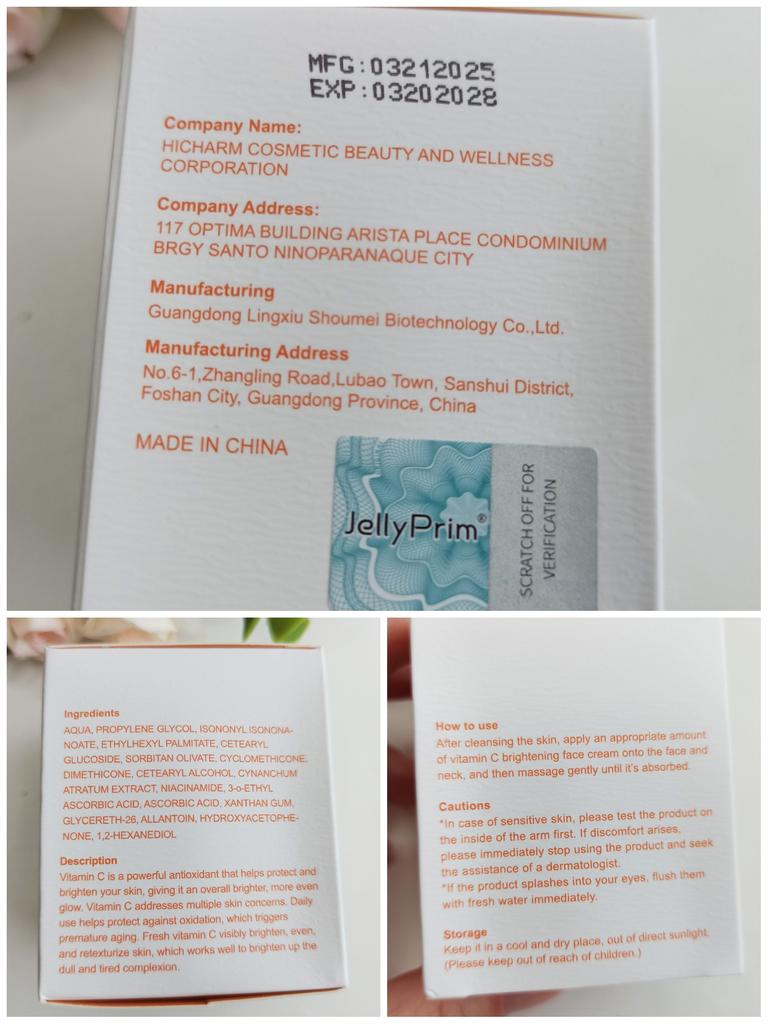 MFG:03212025
EXP:03202028
Company Name:
HICHARM COSMETIC BEAUTY AND WELLNESS
CORPORATION
Company Address:
117 OPTIMA BUILDING ARISTA PLACE CONDOMINIUM
BRGY SANTO NINOPARANAQUE CITY
Manufacturing
Guangdong Lingxiu Shoumei Biotechnology Co.,Ltd.
Manufacturing Address
No.6-1,Zhangling Road,Lubao Town, Sanshui District,
Foshan City, Guangdong Province, China
MADE IN CHINA
JellyPrim®
SCRATCH OFF FOR
VERIFICATION
Ingredients
AQUA, PROPYLENE GLYCOL, ISONONYL ISONONA-
NOATE, ETHYLHEXYL PALMITATE, CETEARYL
GLUCOSIDE, SORBITAN OLIVATE, CYCLOMETHICONE,
DIMETHICONE, CETEARYL ALCOHOL, CYNANCHUM
ATRATUM EXTRACT, NIACINAMIDE, 3-o-ETHYL
ASCORBIC ACID, ASCORBIC ACID, XANTHAN GUM,
GLYCERETH-26, ALLANTOIN, HYDROXYACETOPHE-
NONE, 1,2-HEXANEDIOL
Description
Vitamin C is a powerful antioxidant that helps protect and
brighten your skin, giving it an overall brighter, more even
glow. Vitamin C addresses multiple skin concerns. Daily
use helps protect against oxidation, which triggers
premature aging. Fresh vitamin C visibly brighten, even,
and retexturize skin, which works well to brighten up the
dull and tired complexion.
How to use
After cleansing the skin, apply an appropriate amount
of vitamin C brightening face cream onto the face and
neck, and then massage gently until it's absorbed.
Cautions
*In case of sensitive skin, please test the product on
the inside of the arm first. If discomfort arises,
please immediately stop using the product and seek
the assistance of a dermatologist.
*If the product splashes into your eyes, flush them
with fresh water immediately.
Storage
Keep it in a cool and dry place, out of direct sunlight.
(Please keep out of reach of children.)